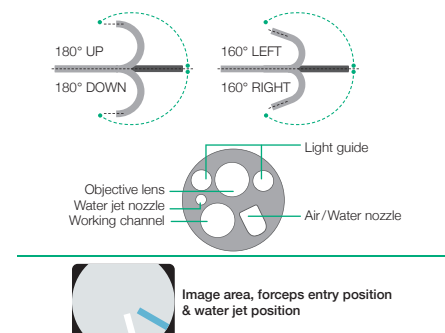 180° UP
180° DOWN
160° LEFT
160° RIGHT
Light guide
Objective lens
Water jet nozzle
Working channel
Air/Water nozzle
Image area, forceps entry position
& water jet position